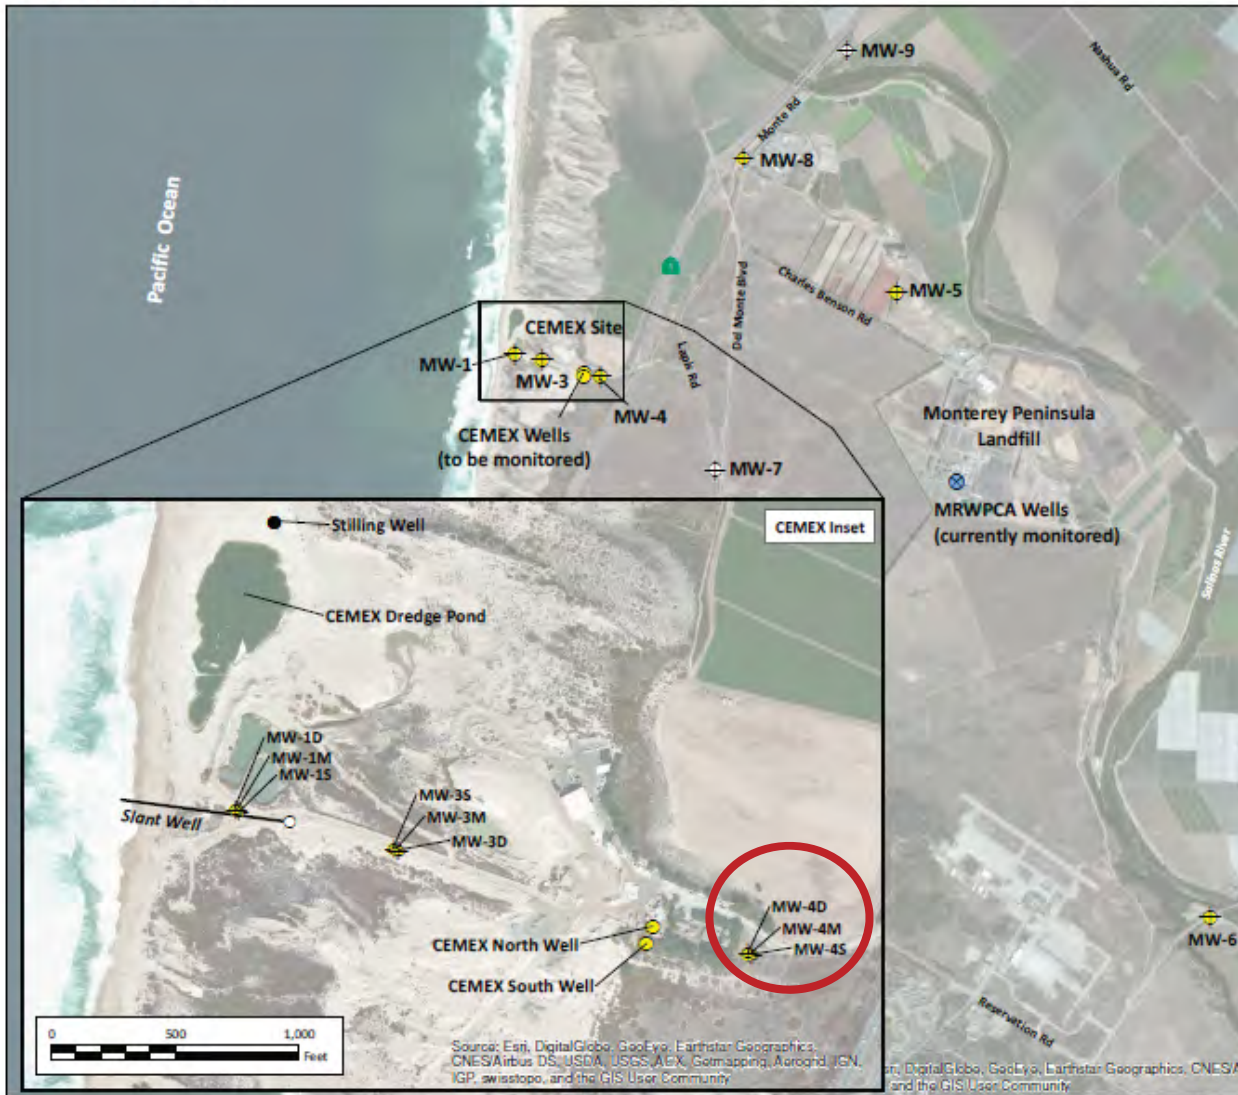 MW-9
Nashua Rd
Monte Rd
MW-8
Pacific Ocean
Del Monte Blvd
Charles Benson Rd
MW-5
CEMEX Site
MW-1
MW-3
Lapis Rd
MW-4
CEMEX Wells
(to be monitored)
Monterey Peninsula
Landfill
MW-7
MRWPCA Wells
(currently monitored)
Salinas River
Stilling Well
CEMEX Inset
CEMEX Dredge Pond
MW-1D
MW-1M
MW-1S
Slant Well
MW-3S
MW-3M
MW-3D
MW-4D
MW-4M
MW-4S
CEMEX North Well
CEMEX South Well
MW-6
Reservation Rd
0 500 1,000
Feet
Source: Esri, DigitalGlobe, GeoEye, Earthstar Geographics,
CNES/Airbus DS, USDA, USGS, AEX, Getmapping, Aerogrid, IGN,
IGP, swisstopo, and the GIS User Community
DigitalGlobe, GeoEye, Earthstar Geographics,
and the GIS User Community